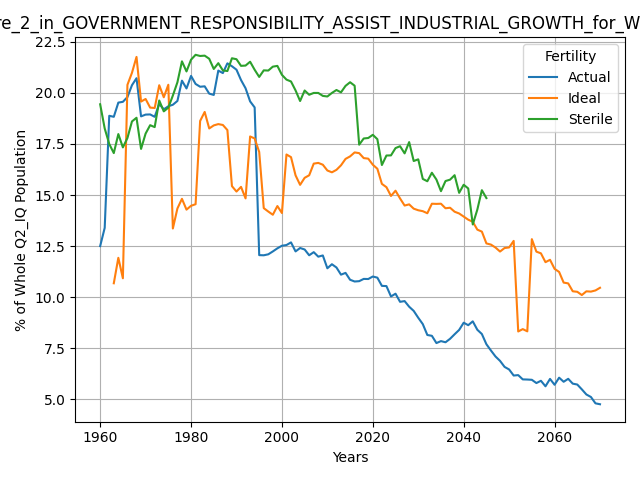 re_2_in_GOVERNMENT_RESPONSIBILITY_ASSIST_INDUSTRIAL_GROWTH_for_W
22.5
20.0
17.5
15.0
12.5
10.0
7.5
5.0
% of Whole Q2_IQ Population
Fertility
Actual
Ideal
Sterile
1960 1980 2000 2020 2040 2060
Years